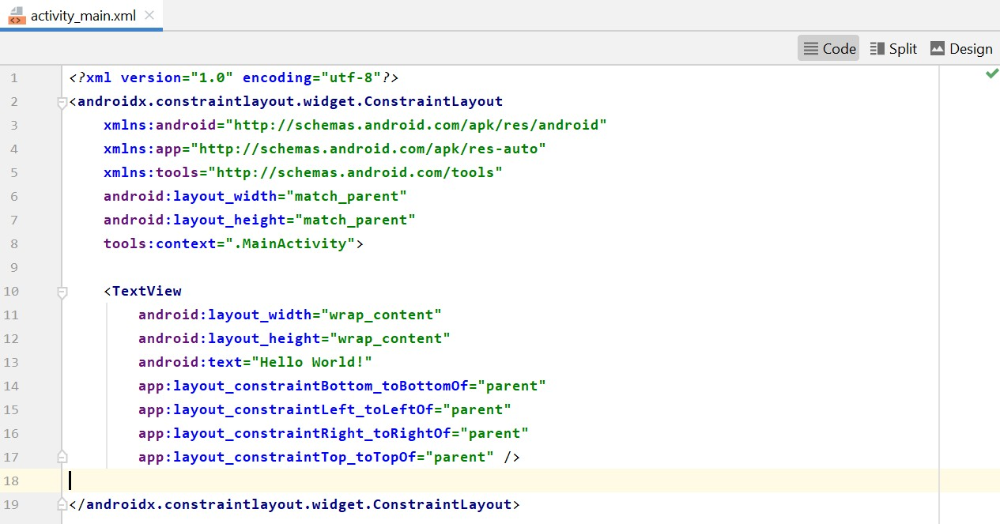 activity_main.xml
Code Split Design
1 <?xml version="1.0" encoding="utf-8"?>
2 <androidx.constraintlayout.widget.ConstraintLayout
3 xmlns:android="http://schemas.android.com/apk/res/android"
4 xmlns:app="http://schemas.android.com/apk/res-auto"
5 xmlns:tools="http://schemas.android.com/tools"
6 android:layout_width="match_parent"
7 android:layout_height="match_parent"
8 tools:context=".MainActivity">
9
10 <TextView
11 android:layout_width="wrap_content"
12 android:layout_height="wrap_content"
13 android:text="Hello World!"
14 app:layout_constraintBottom_toBottomOf="parent"
15 app:layout_constraintLeft_toLeftOf="parent"
16 app:layout_constraintRight_toRightOf="parent"
17 app:layout_constraintTop_toTopOf="parent" />
18
19 </androidx.constraintlayout.widget.ConstraintLayout>